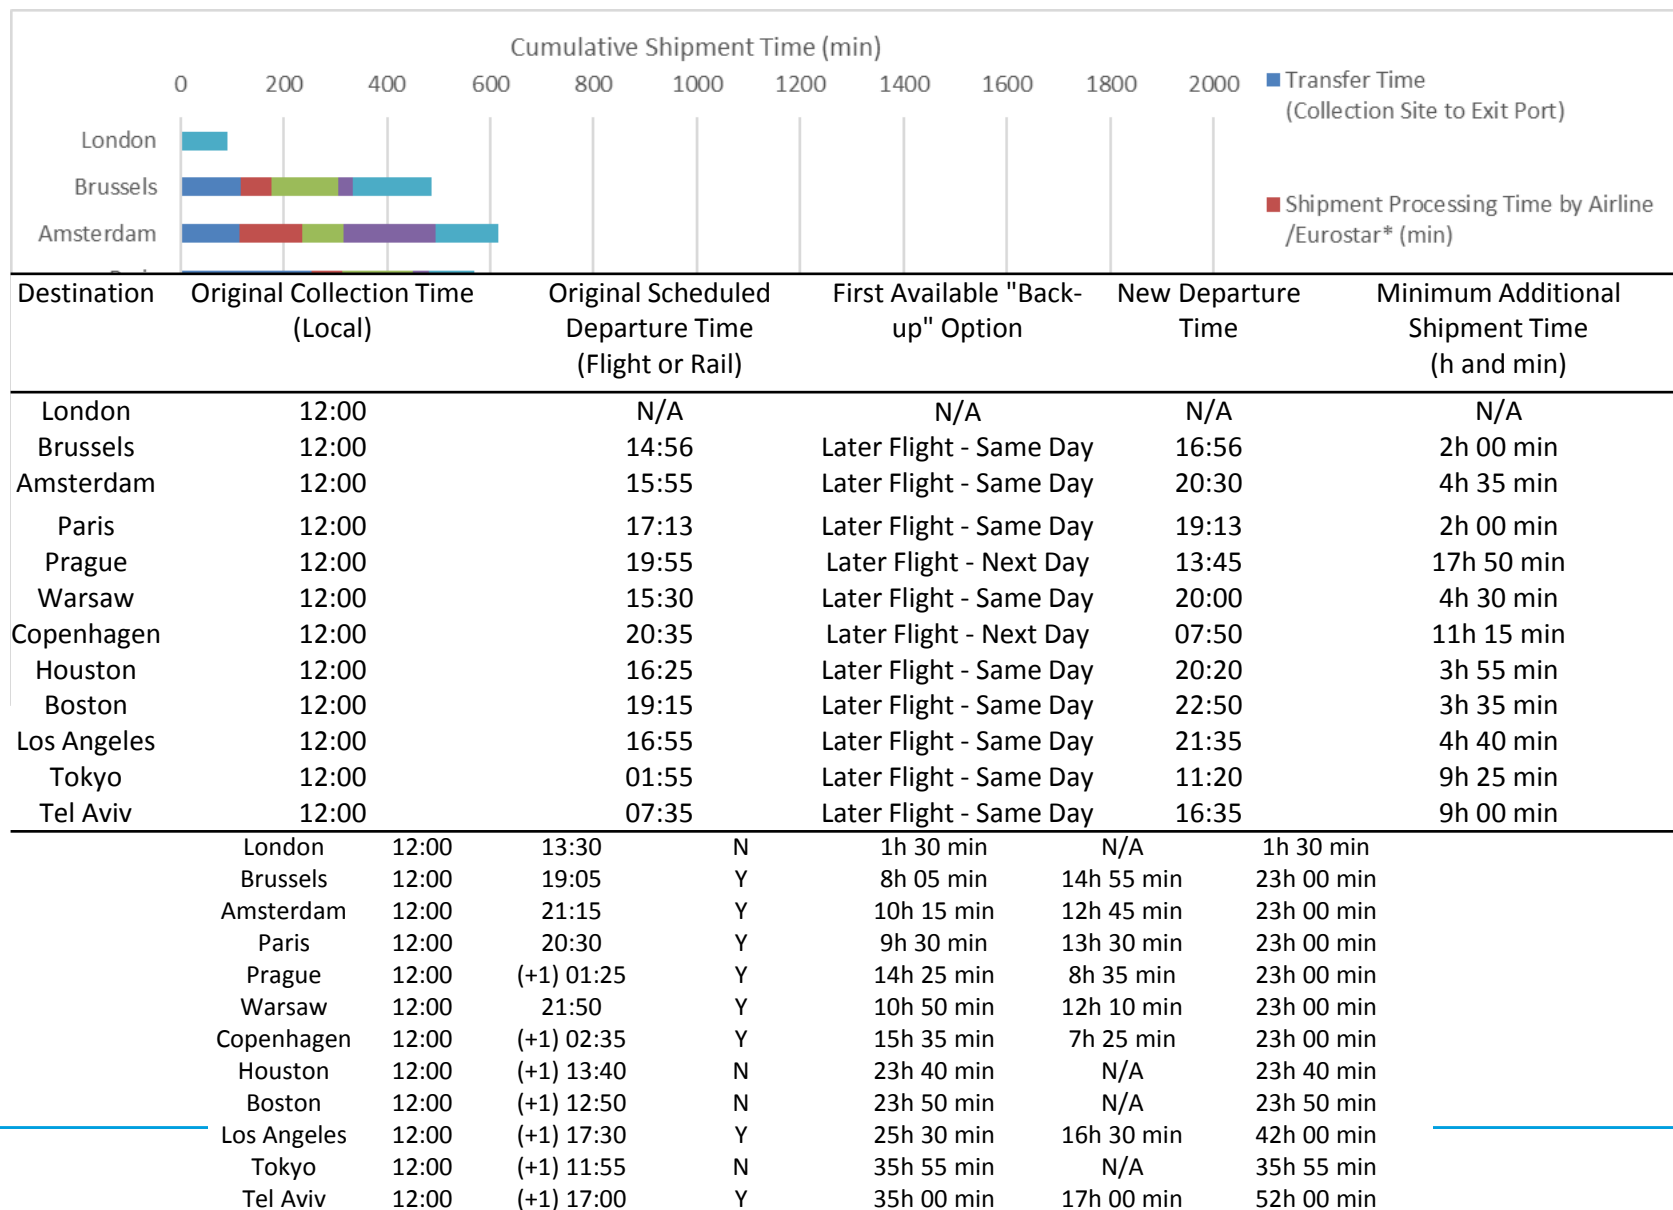 Cumulative Shipment Time (min)
0 200 400 600 800 1000 1200 1400 1600 1800 2000
Transfer Time
(Collection Site to Exit Port)
London
Brussels
Shipment Processing Time by Airline
/Eurostar* (min)
Amsterdam
Destination Original Collection Time (Local) Original Scheduled Departure Time (Flight or Rail) First Available "Back-up" Option New Departure Time Minimum Additional Shipment Time (h and min)
London 12:00 N/A N/A N/A N/A
Brussels 12:00 14:56 Later Flight - Same Day 16:56 2h 00 min
Amsterdam 12:00 15:55 Later Flight - Same Day 20:30 4h 35 min
Paris 12:00 17:13 Later Flight - Same Day 19:13 2h 00 min
Prague 12:00 19:55 Later Flight - Next Day 13:45 17h 50 min
Warsaw 12:00 15:30 Later Flight - Same Day 20:00 4h 30 min
Copenhagen 12:00 20:35 Later Flight - Next Day 07:50 11h 15 min
Houston 12:00 16:25 Later Flight - Same Day 20:20 3h 55 min
Boston 12:00 19:15 Later Flight - Same Day 22:50 3h 35 min
Los Angeles 12:00 16:55 Later Flight - Same Day 21:35 4h 40 min
Tokyo 12:00 01:55 Later Flight - Same Day 11:20 9h 25 min
Tel Aviv 12:00 07:35 Later Flight - Same Day 16:35 9h 00 min
London 12:00 13:30 N 1h 30 min N/A 1h 30 min
Brussels 12:00 19:05 Y 8h 05 min 14h 55 min 23h 00 min
Amsterdam 12:00 21:15 Y 10h 15 min 12h 45 min 23h 00 min
Paris 12:00 20:30 Y 9h 30 min 13h 30 min 23h 00 min
Prague 12:00 (+1) 01:25 Y 14h 25 min 8h 35 min 23h 00 min
Warsaw 12:00 21:50 Y 10h 50 min 12h 10 min 23h 00 min
Copenhagen 12:00 (+1) 02:35 Y 15h 35 min 7h 25 min 23h 00 min
Houston 12:00 (+1) 13:40 N 23h 40 min N/A 23h 40 min
Boston 12:00 (+1) 12:50 N 23h 50 min N/A 23h 50 min
Los Angeles 12:00 (+1) 17:30 Y 25h 30 min 16h 30 min 42h 00 min
Tokyo 12:00 (+1) 11:55 N 35h 55 min N/A 35h 55 min
Tel Aviv 12:00 (+1) 17:00 Y 35h 00 min 17h 00 min 52h 00 min